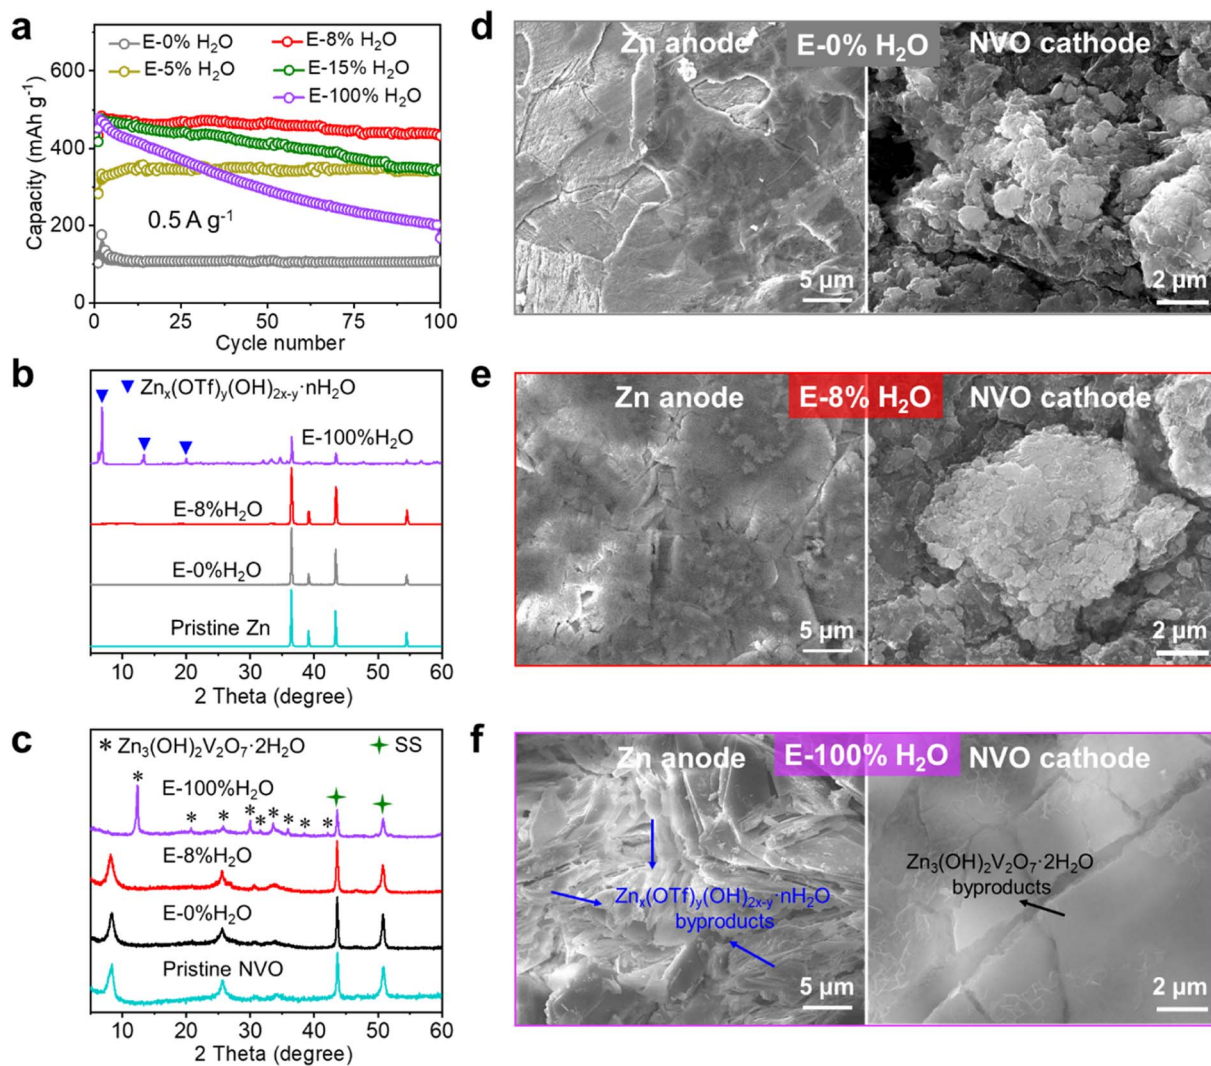 a
E-0% H₂O
E-5% H₂O
E-8% H₂O
E-15% H₂O
E-100% H₂O
600
400
200
0
Capacity (mAh g⁻¹)
0.5 A g⁻¹
0 25 50 75 100
Cycle number
b
Znₓ(OTf)ᵧ(OH)₂ₓ₋ᵧ·nH₂O
E-100%H₂O
E-8%H₂O
E-0%H₂O
Pristine Zn
10 20 30 40 50 60
2 Theta (degree)
c
* Zn₃(OH)₂V₂O₇·2H₂O
SS
* * * * * * * * *
E-100%H₂O
E-8%H₂O
E-0%H₂O
Pristine NVO
10 20 30 40 50 60
2 Theta (degree)
d
Zn anode
E-0% H₂O
NVO cathode
5 μm
2 μm
e
Zn anode
E-8% H₂O
NVO cathode
5 μm
2 μm
f
Zn anode
E-100% H₂O
NVO cathode
Znₓ(OTf)ᵧ(OH)₂ₓ₋ᵧ·nH₂O
byproducts
Zn₃(OH)₂V₂O₇·2H₂O
byproducts
5 μm
2 μm